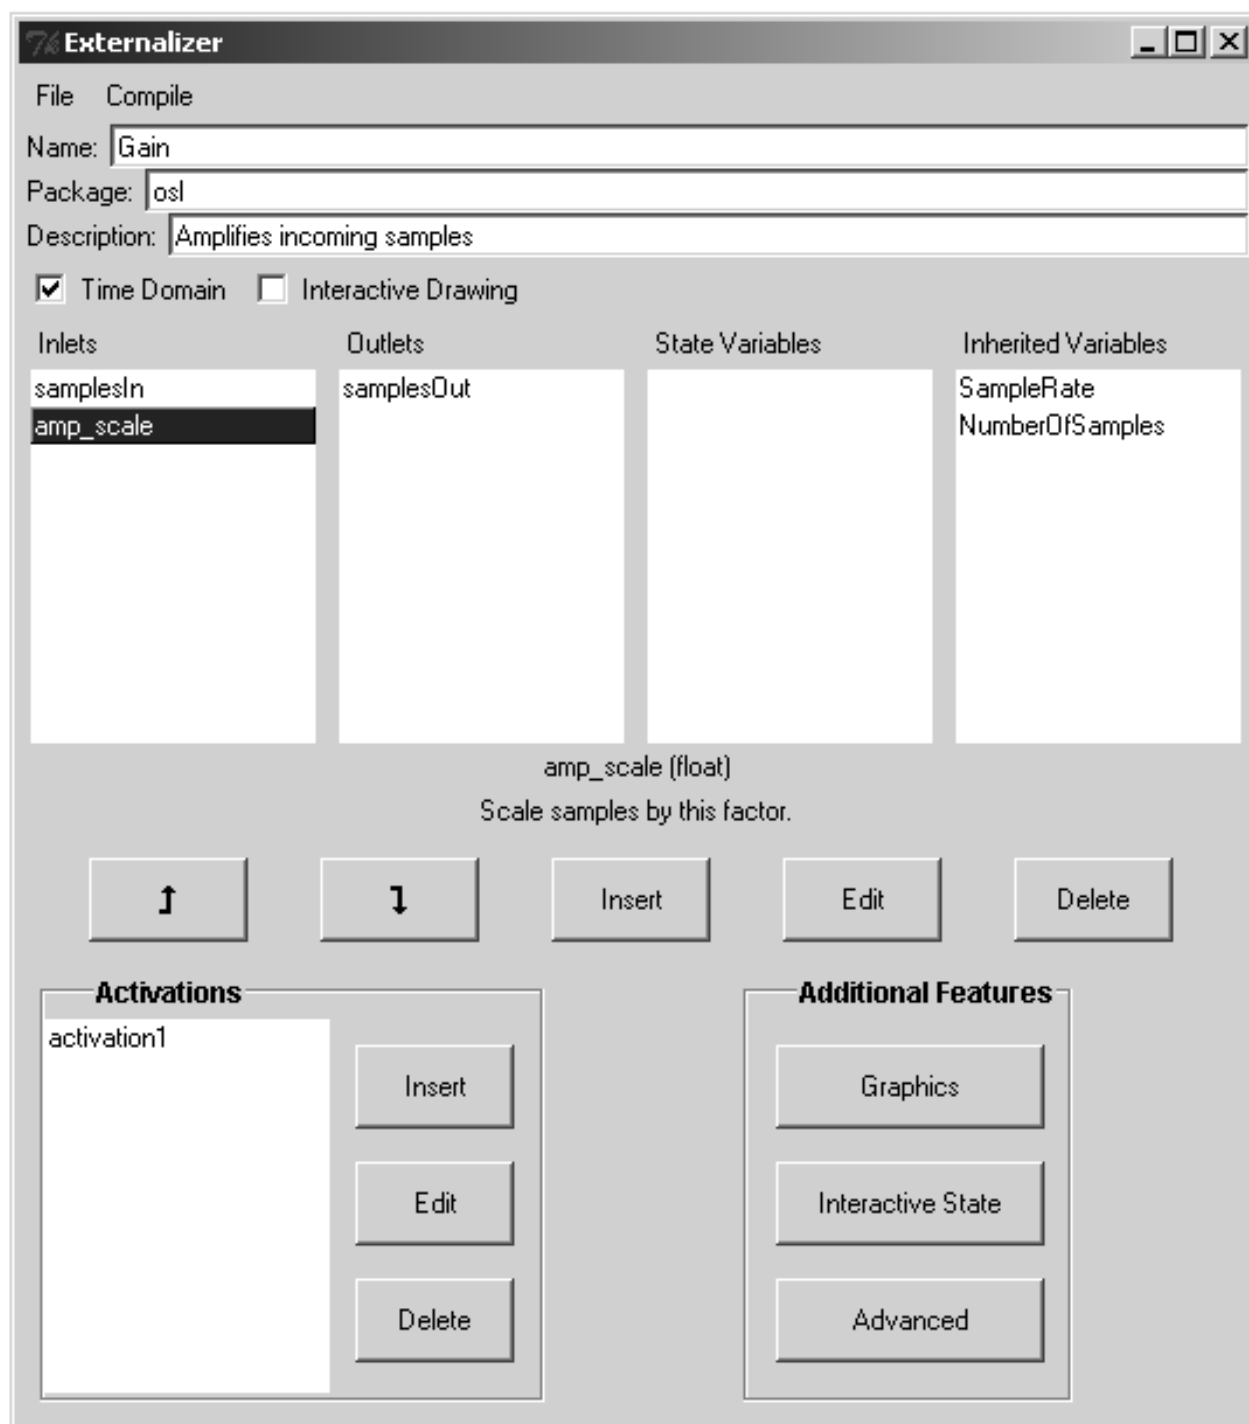 Externalizer
File Compile
Name: Gain
Package: osl
Description: Amplifies incoming samples
Time Domain Interactive Drawing
Inlets Outlets State Variables Inherited Variables
samplesIn samplesOut SampleRate
amp_scale NumberOfSamples
amp_scale (float)
Scale samples by this factor.
Insert Edit Delete
Activations Additional Features
activation1
Insert Graphics
Edit Interactive State
Delete Advanced